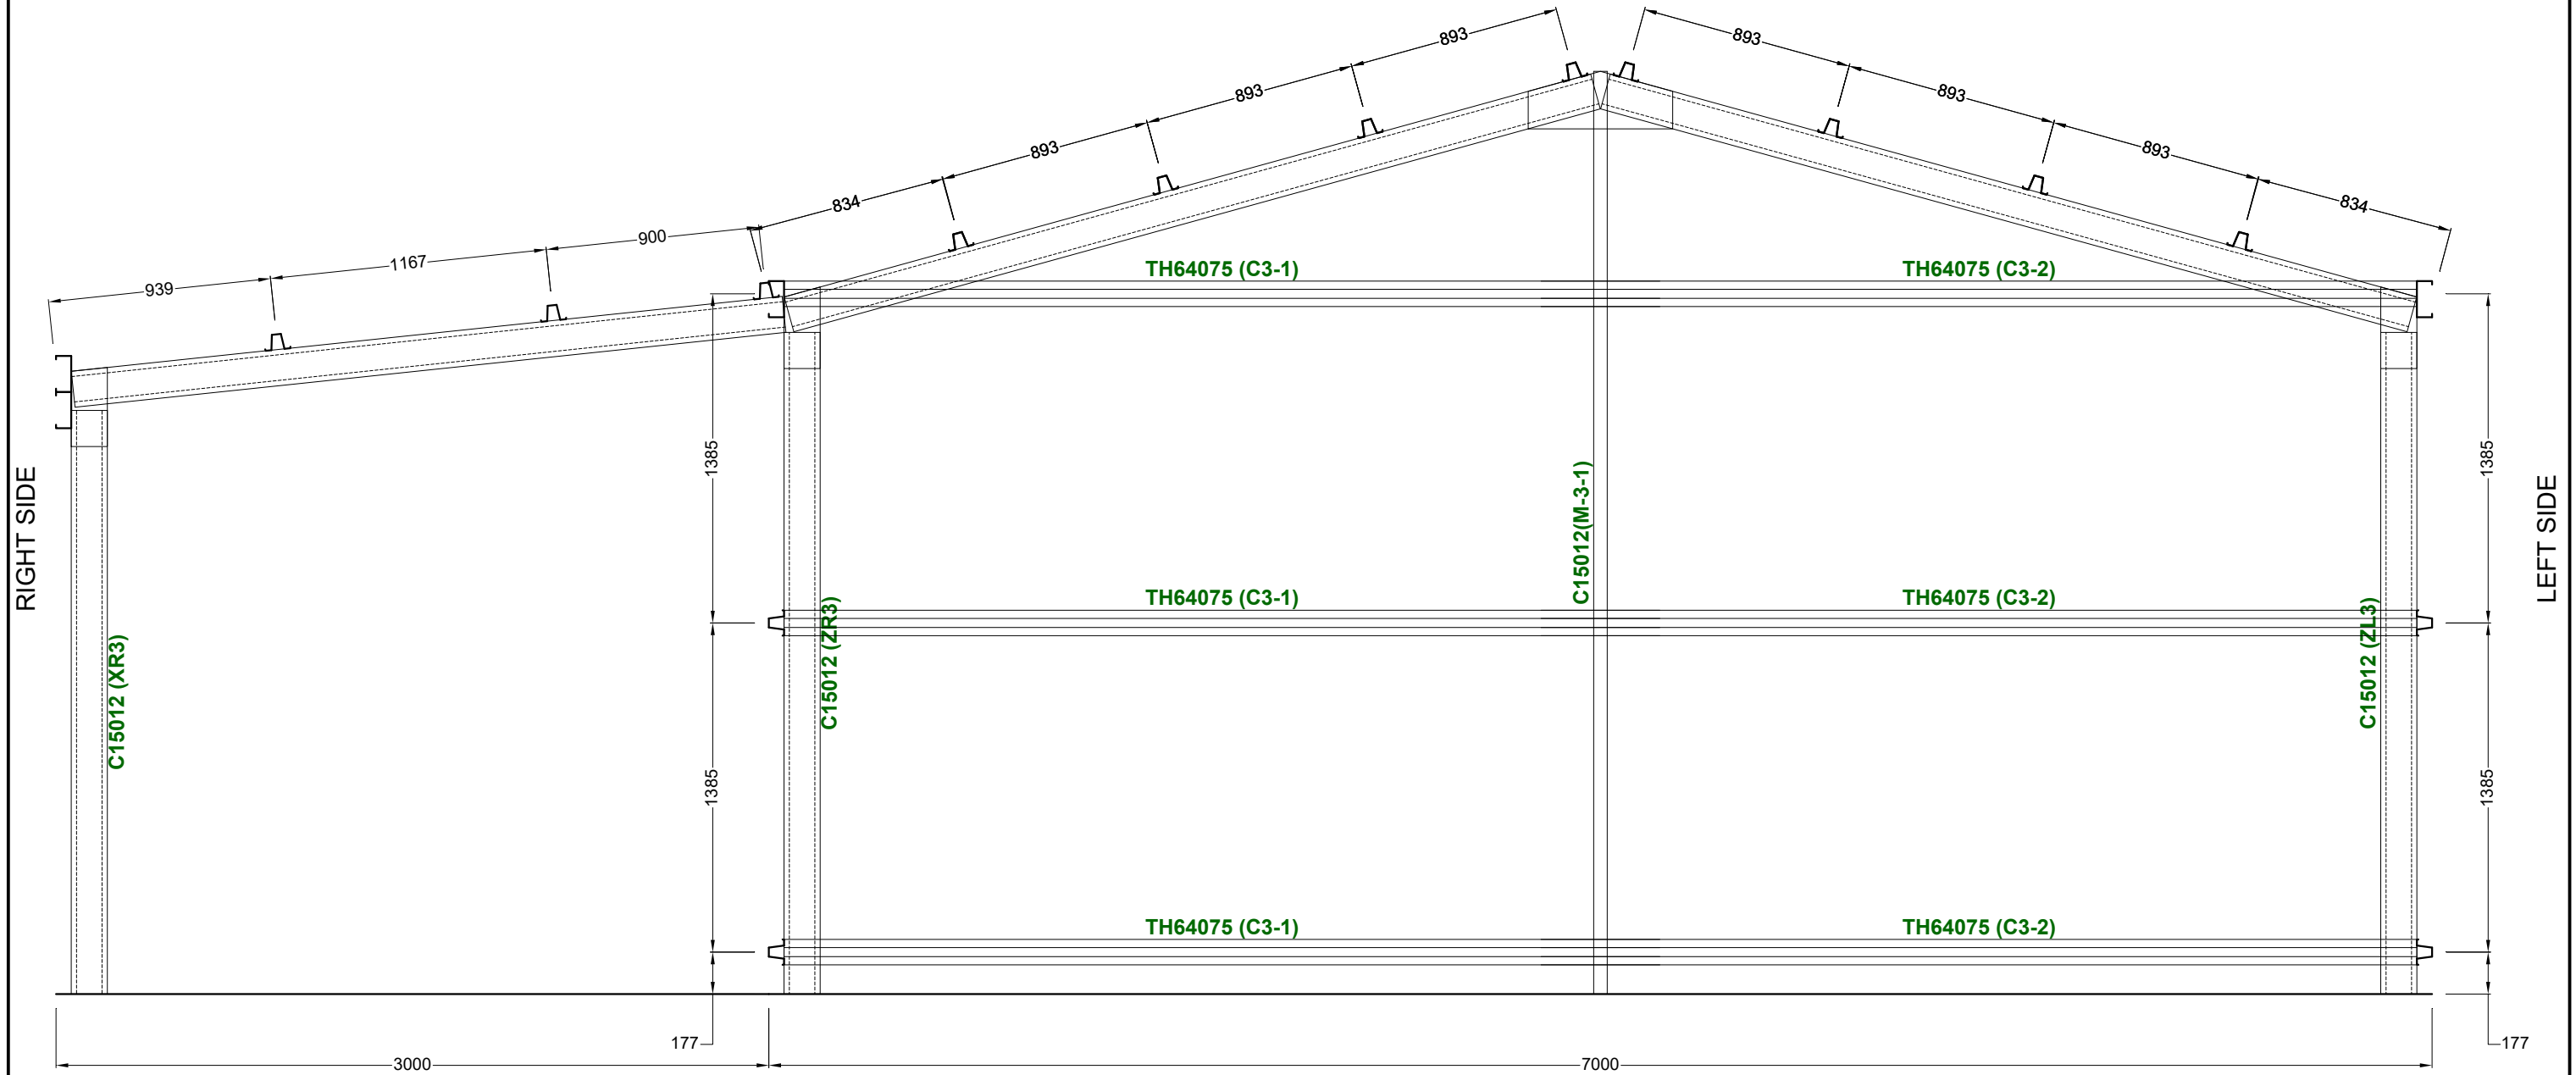 893
893
893
893
893
893
834
834
900
1167
939
TH64075 (C3-1)
TH64075 (C3-2)
1385
1385
RIGHT SIDE
LEFT SIDE
C15012(M-3-1)
TH64075 (C3-1)
TH64075 (C3-2)
C15012 (XR3)
C15012 (ZR3)
C15012 (ZL3)
1385
1385
TH64075 (C3-1)
TH64075 (C3-2)
177
177
3000
7000